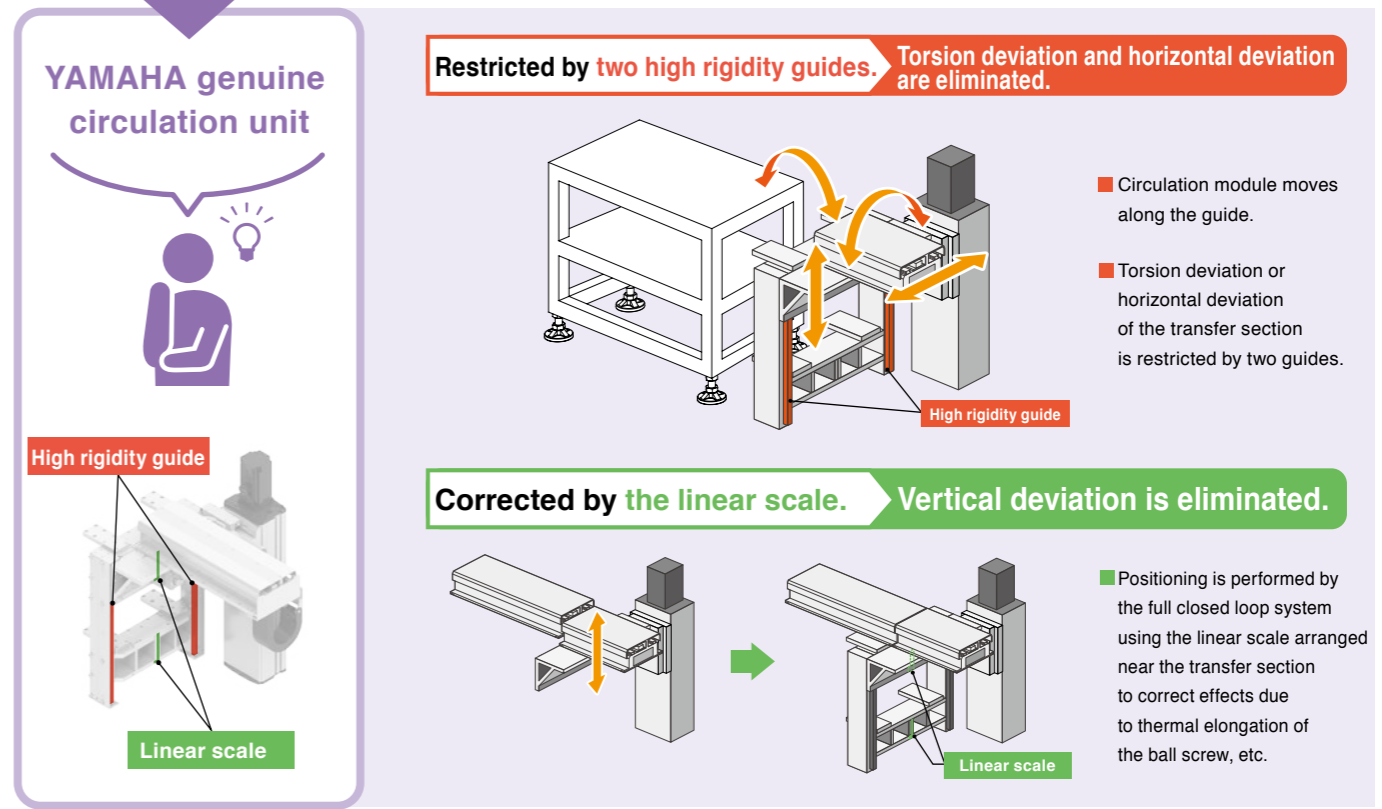 YAMAHA genuine
circulation unit
High rigidity guide
Linear scale
Restricted by two high rigidity guides.
Torsion deviation and horizontal deviation
are eliminated.
Circulation module moves
along the guide.
Torsion deviation or
horizontal deviation
of the transfer section
is restricted by two guides.
High rigidity guide
Corrected by the linear scale.
Vertical deviation is eliminated.
Positioning is performed by
the full closed loop system
using the linear scale arranged
near the transfer section
to correct effects due
to thermal elongation of
the ball screw, etc.
Linear scale